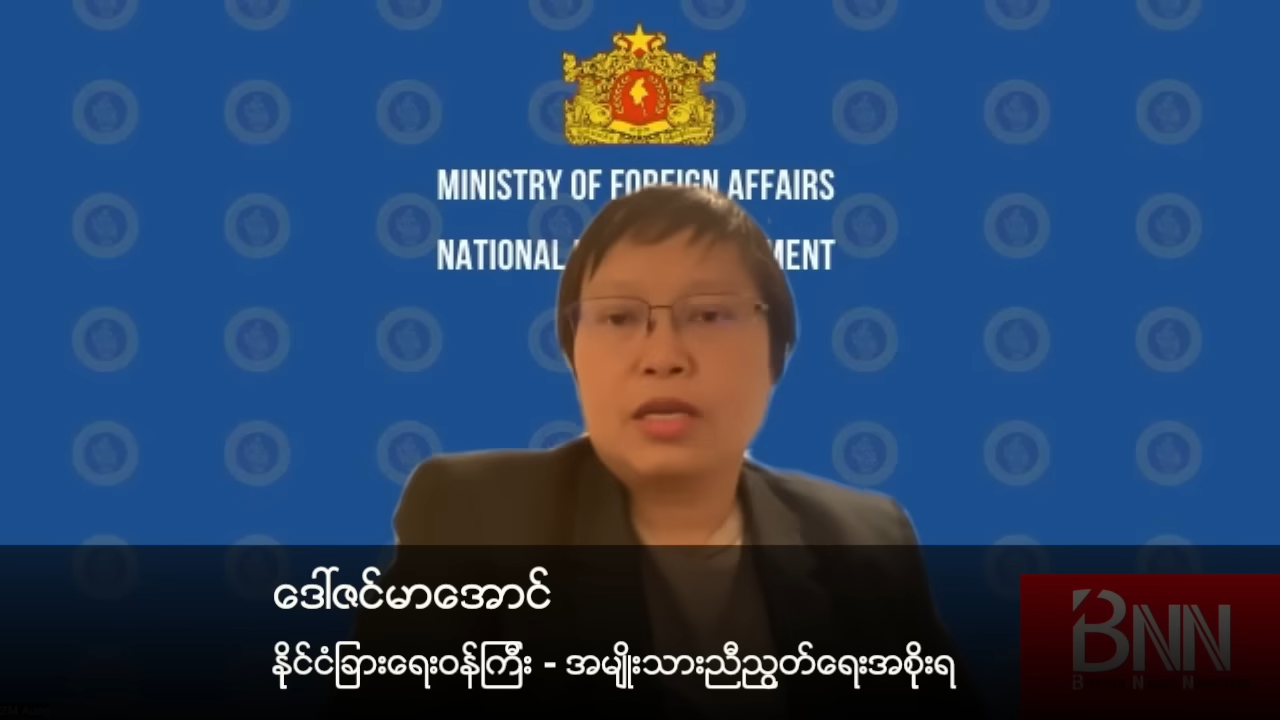 MINISTRY OF FOREIGN AFFAIRS
NATIONAL MENT
ဒေါ်ဇင်မာအောင်
နိုင်ငံခြားရေးဝန်ကြီး - အမျိုးသားညီညွတ်ရေးအစိုးရ
BNN